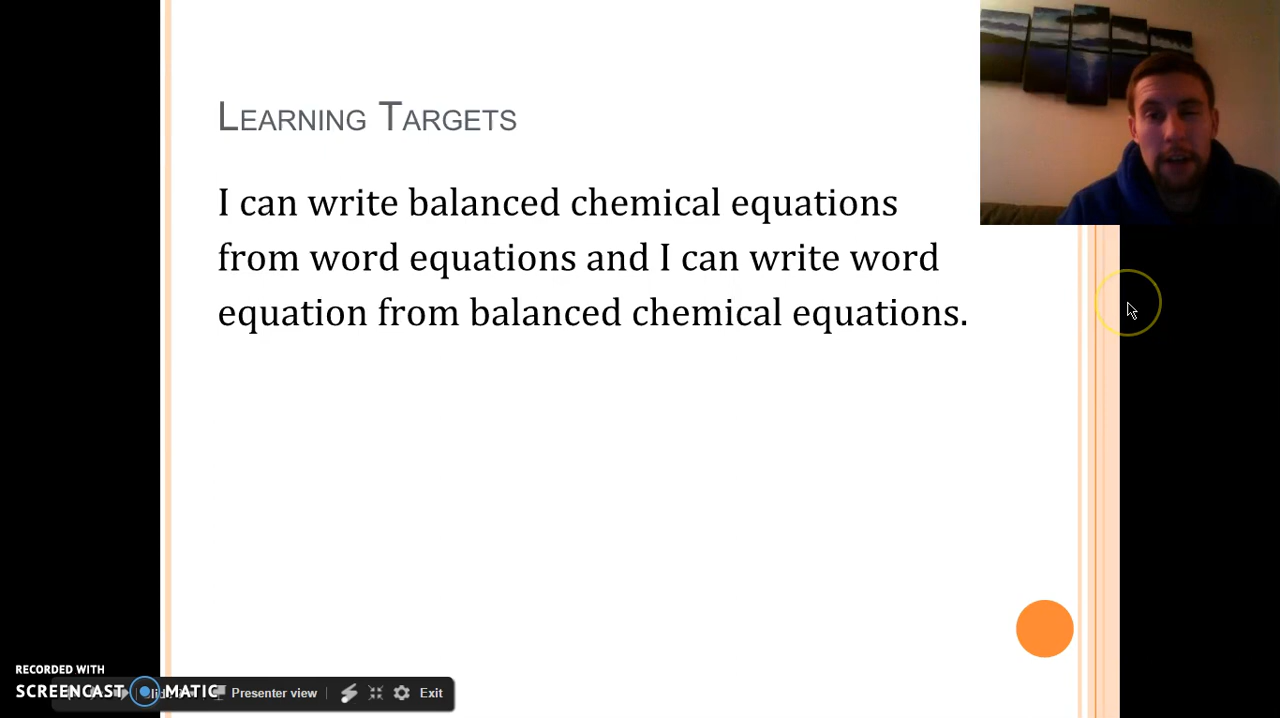 LEARNING TARGETS
I can write balanced chemical equations
from word equations and I can write word
equation from balanced chemical equations.
RECORDED WITH
SCREENCAST MATIC
Presenter view
Exit